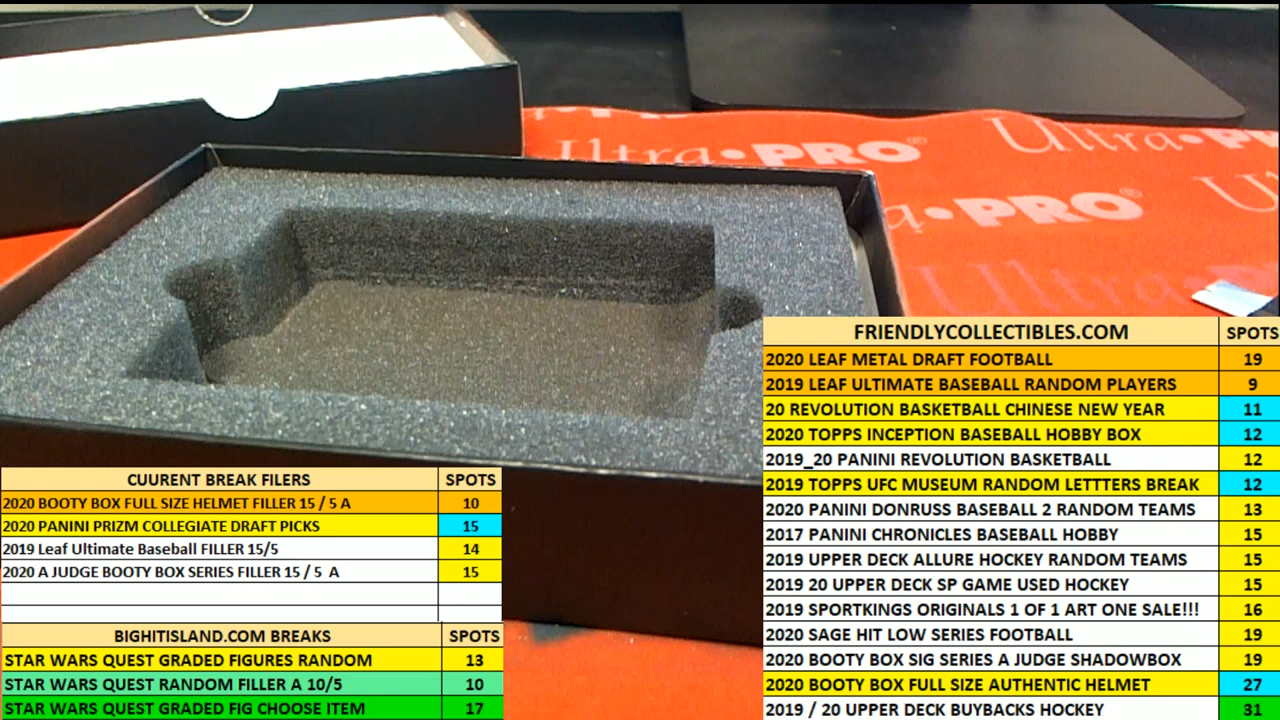 Ultra•PRO®
Ultra•PR
a•PRO®
U
Ultra•P
FRIENDLYCOLLECTIBLES.COM SPOTS
2020 LEAF METAL DRAFT FOOTBALL 19
2019 LEAF ULTIMATE BASEBALL RANDOM PLAYERS 9
20 REVOLUTION BASKETBALL CHINESE NEW YEAR 11
2020 TOPPS INCEPTION BASEBALL HOBBY BOX 12
2019_20 PANINI REVOLUTION BASKETBALL 12
2019 TOPPS UFC MUSEUM RANDOM LETTTERS BREAK 12
2020 PANINI DONRUSS BASEBALL 2 RANDOM TEAMS 13
2017 PANINI CHRONICLES BASEBALL HOBBY 15
2019 UPPER DECK ALLURE HOCKEY RANDOM TEAMS 15
2019 20 UPPER DECK SP GAME USED HOCKEY 15
2019 SPORTKINGS ORIGINALS 1 OF 1 ART ONE SALE!!! 16
2020 SAGE HIT LOW SERIES FOOTBALL 19
2020 BOOTY BOX SIG SERIES A JUDGE SHADOWBOX 19
2020 BOOTY BOX FULL SIZE AUTHENTIC HELMET 27
2019 / 20 UPPER DECK BUYBACKS HOCKEY 31
CUURENT BREAK FILERS SPOTS
2020 BOOTY BOX FULL SIZE HELMET FILLER 15 / 5 A 10
2020 PANINI PRIZM COLLEGIATE DRAFT PICKS 15
2019 Leaf Ultimate Baseball FILLER 15/5 14
2020 A JUDGE BOOTY BOX SERIES FILLER 15 / 5 A 15
BIGHITISLAND.COM BREAKS SPOTS
STAR WARS QUEST GRADED FIGURES RANDOM 13
STAR WARS QUEST RANDOM FILLER A 10/5 10
STAR WARS QUEST GRADED FIG CHOOSE ITEM 17